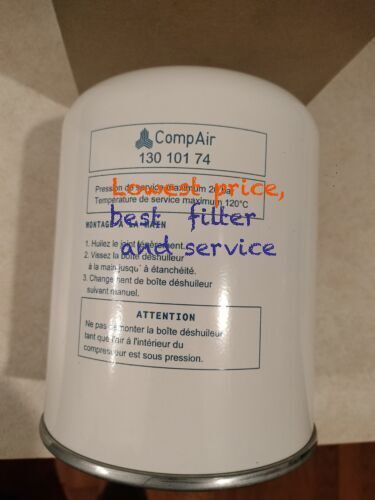 CompAir
130 101 74
Pression de service maximum 20 bar
Température de service maximum 120°C
Lowest price,
best filter
and service
MONTAGE A LA MAIN
1. Huilez le joint légèrement.
2. Vissez la boîte déshuileur
à la main jusqu' à étanchéité.
3. Changement de boîte déshuileur
suivant manuel.
ATTENTION
Ne pas démonter la boîte déshuileur
tant que l'air à l'intérieur du
compresseur est sous pression.